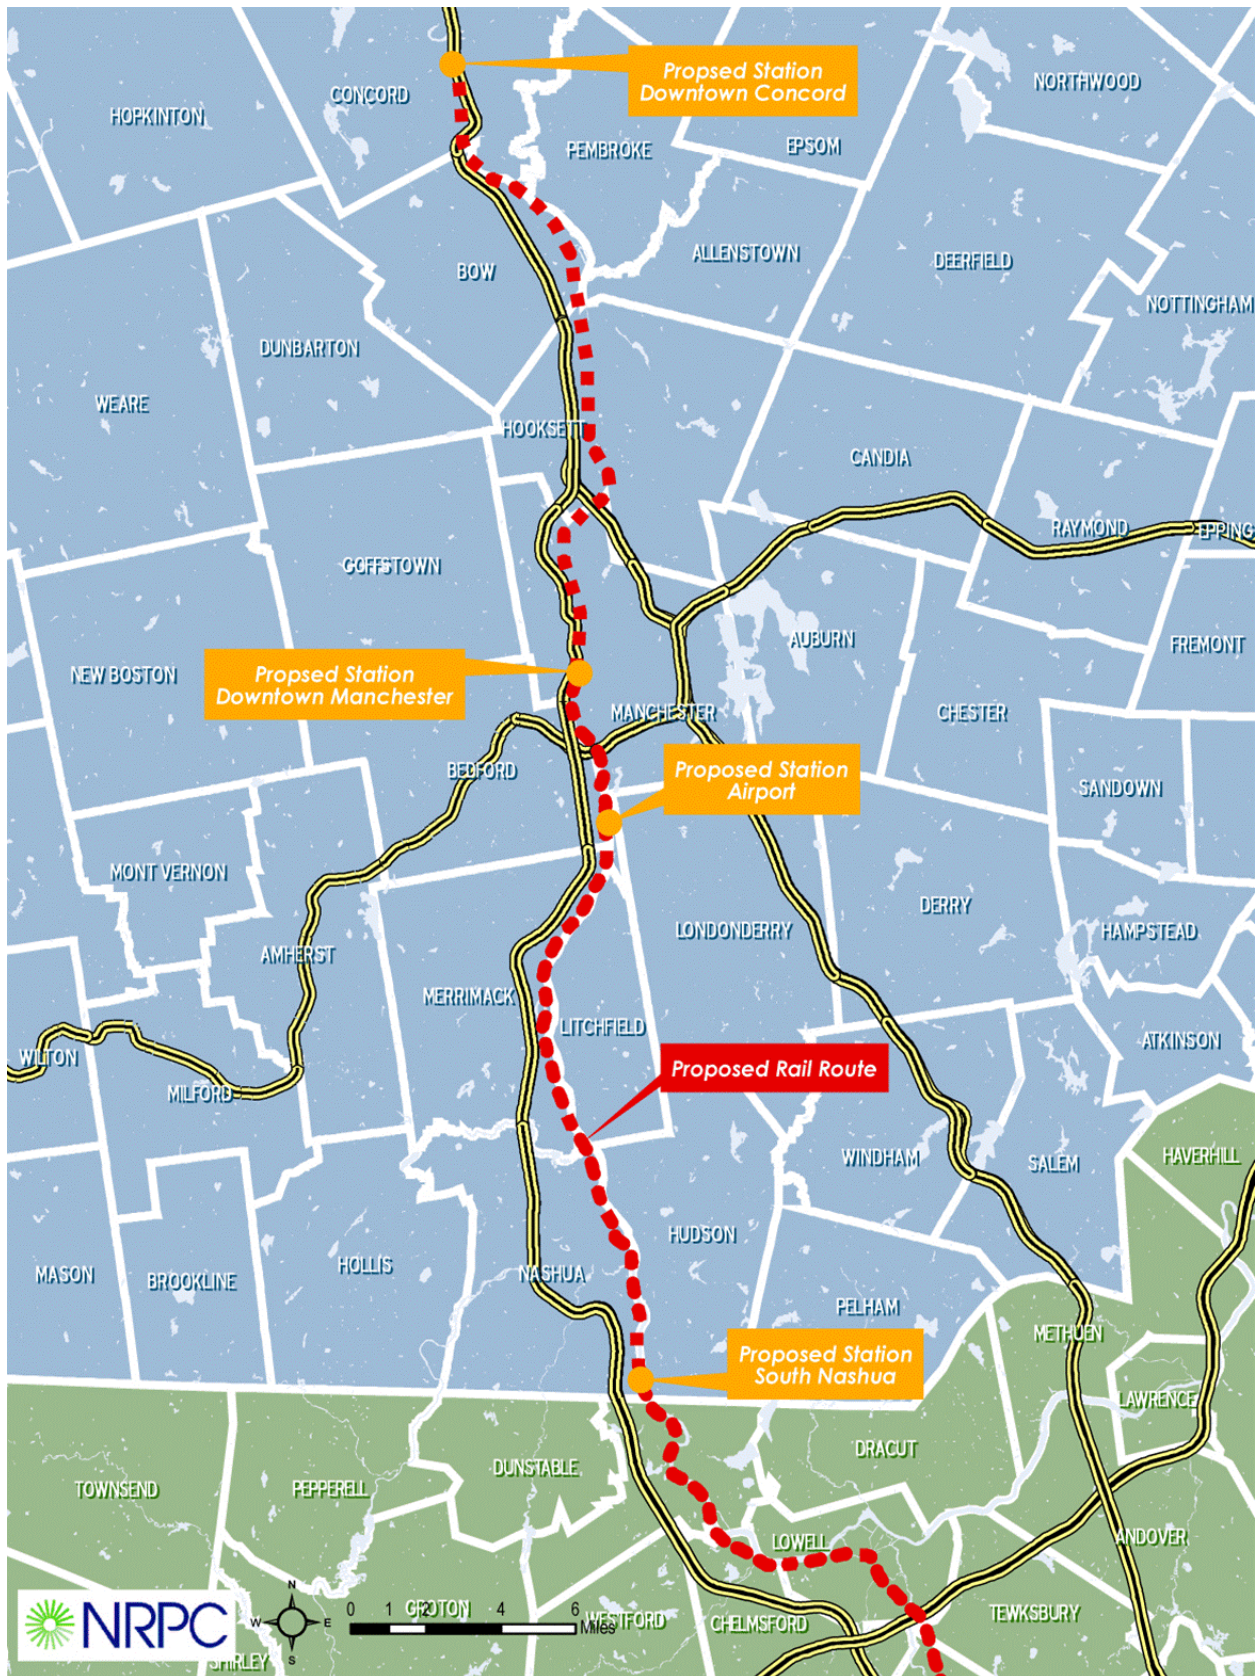 Propsed Station
Downtown Concord
NORTHWOOD
CONCORD
HOPKINTON
PEMBROKE
EPSOM
ALLENSTOWN
DEERFIELD
BOW
NOTTINGHAM
DUNBARTON
WEARE
HOOKSETT
CANDIA
RAYMOND
EPPING
GOFFSTOWN
AUBURN
FREMONT
NEW BOSTON
Propsed Station
Downtown Manchester
MANCHESTER
CHESTER
BEDFORD
Proposed Station
Airport
SANDOWN
MONT VERNON
DERRY
LONDONDERRY
HAMPSTEAD
AMHERST
MERRIMACK
LITCHFIELD
ATKINSON
WILTON
Proposed Rail Route
MILFORD
WINDHAM
SALEM
HAVERHILL
HUDSON
MASON
BROOKLINE
HOLLIS
NASHUA
PELHAM
METHUEN
Proposed Station
South Nashua
LAWRENCE
DRACUT
TOWNSEND
PEPPERELL
DUNSTABLE
LOWELL
ANDOVER
NRPC
N
W E
S
0 1 2 4 6
Miles
GROTON
WESTFORD
CHELMSFORD
TEWKSBURY
SHIRLEY